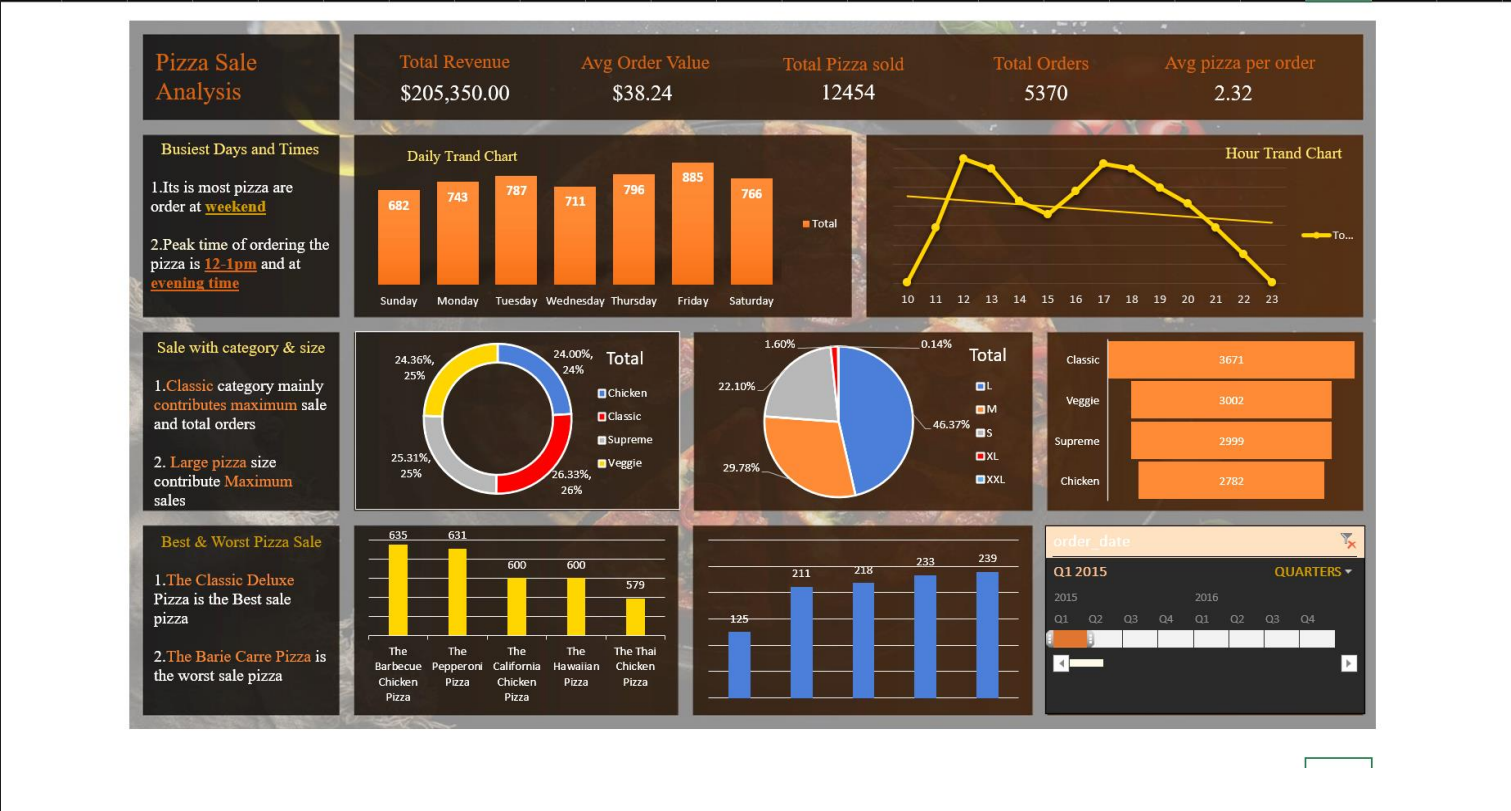 Pizza Sale
Analysis
Total Revenue
$205,350.00
Avg Order Value
$38.24
Total Pizza sold
12454
Total Orders
5370
Avg pizza per order
2.32
Busiest Days and Times
1.Its is most pizza are
order at weekend
2.Peak time of ordering the
pizza is 12-1pm and at
evening time
Daily Trand Chart
682
743
787
711
796
885
766
Total
Sunday
Monday
Tuesday
Wednesday
Thursday
Friday
Saturday
Hour Trand Chart
To...
10 11 12 13 14 15 16 17 18 19 20 21 22 23
Sale with category & size
1.Classic category mainly
contributes maximum sale
and total orders
2. Large pizza size
contribute Maximum
sales
Total
24.36%,
25%
24.00%,
24%
25.31%,
25%
26.33%,
26%
Chicken
Classic
Supreme
Veggie
Total
1.60%
0.14%
22.10%
46.37%
29.78%
L
M
S
XL
XXL
Classic
3671
Veggie
3002
Supreme
2999
Chicken
2782
Best & Worst Pizza Sale
1.The Classic Deluxe
Pizza is the Best sale
pizza
2.The Barie Carre Pizza is
the worst sale pizza
635
631
600
600
579
The
Barbecue
Chicken
Pizza
The
Pepperoni
Pizza
The
California
Chicken
Pizza
The
Hawaiian
Pizza
The Thai
Chicken
Pizza
125
211
218
233
239
order_date
Q1 2015
QUARTERS
2015
2016
Q1 Q2 Q3 Q4 Q1 Q2 Q3 Q4